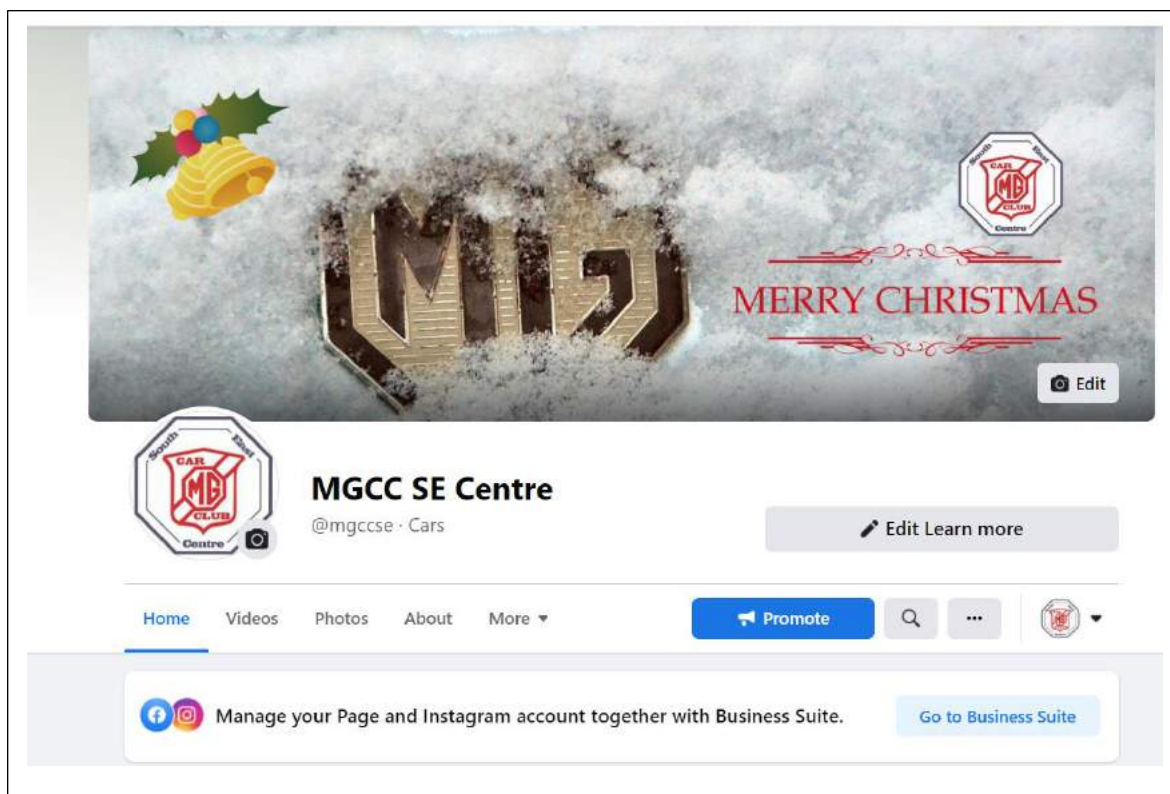 South East
CAR
MG
CLUB
Centre
MG
MERRY CHRISTMAS
Edit
South East
CAR
MG
CLUB
Centre
MGCC SE Centre
@mgccse · Cars
Edit Learn more
Home Videos Photos About More
Promote
Manage your Page and Instagram account together with Business Suite.
Go to Business Suite